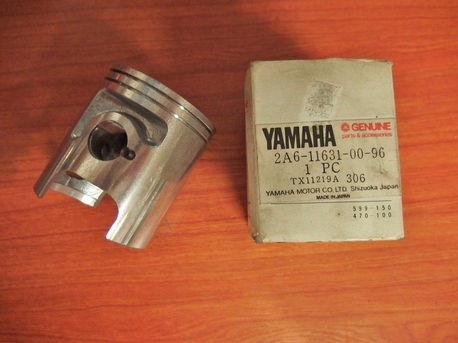 YAMAHA GENUINE
parts & accessories
2A6-11631-00-96
1 PC
TX11219A 306
YAMAHA MOTOR CO.,LTD. Shizuoka, Japan
MADE IN JAPAN
599-150
470-100